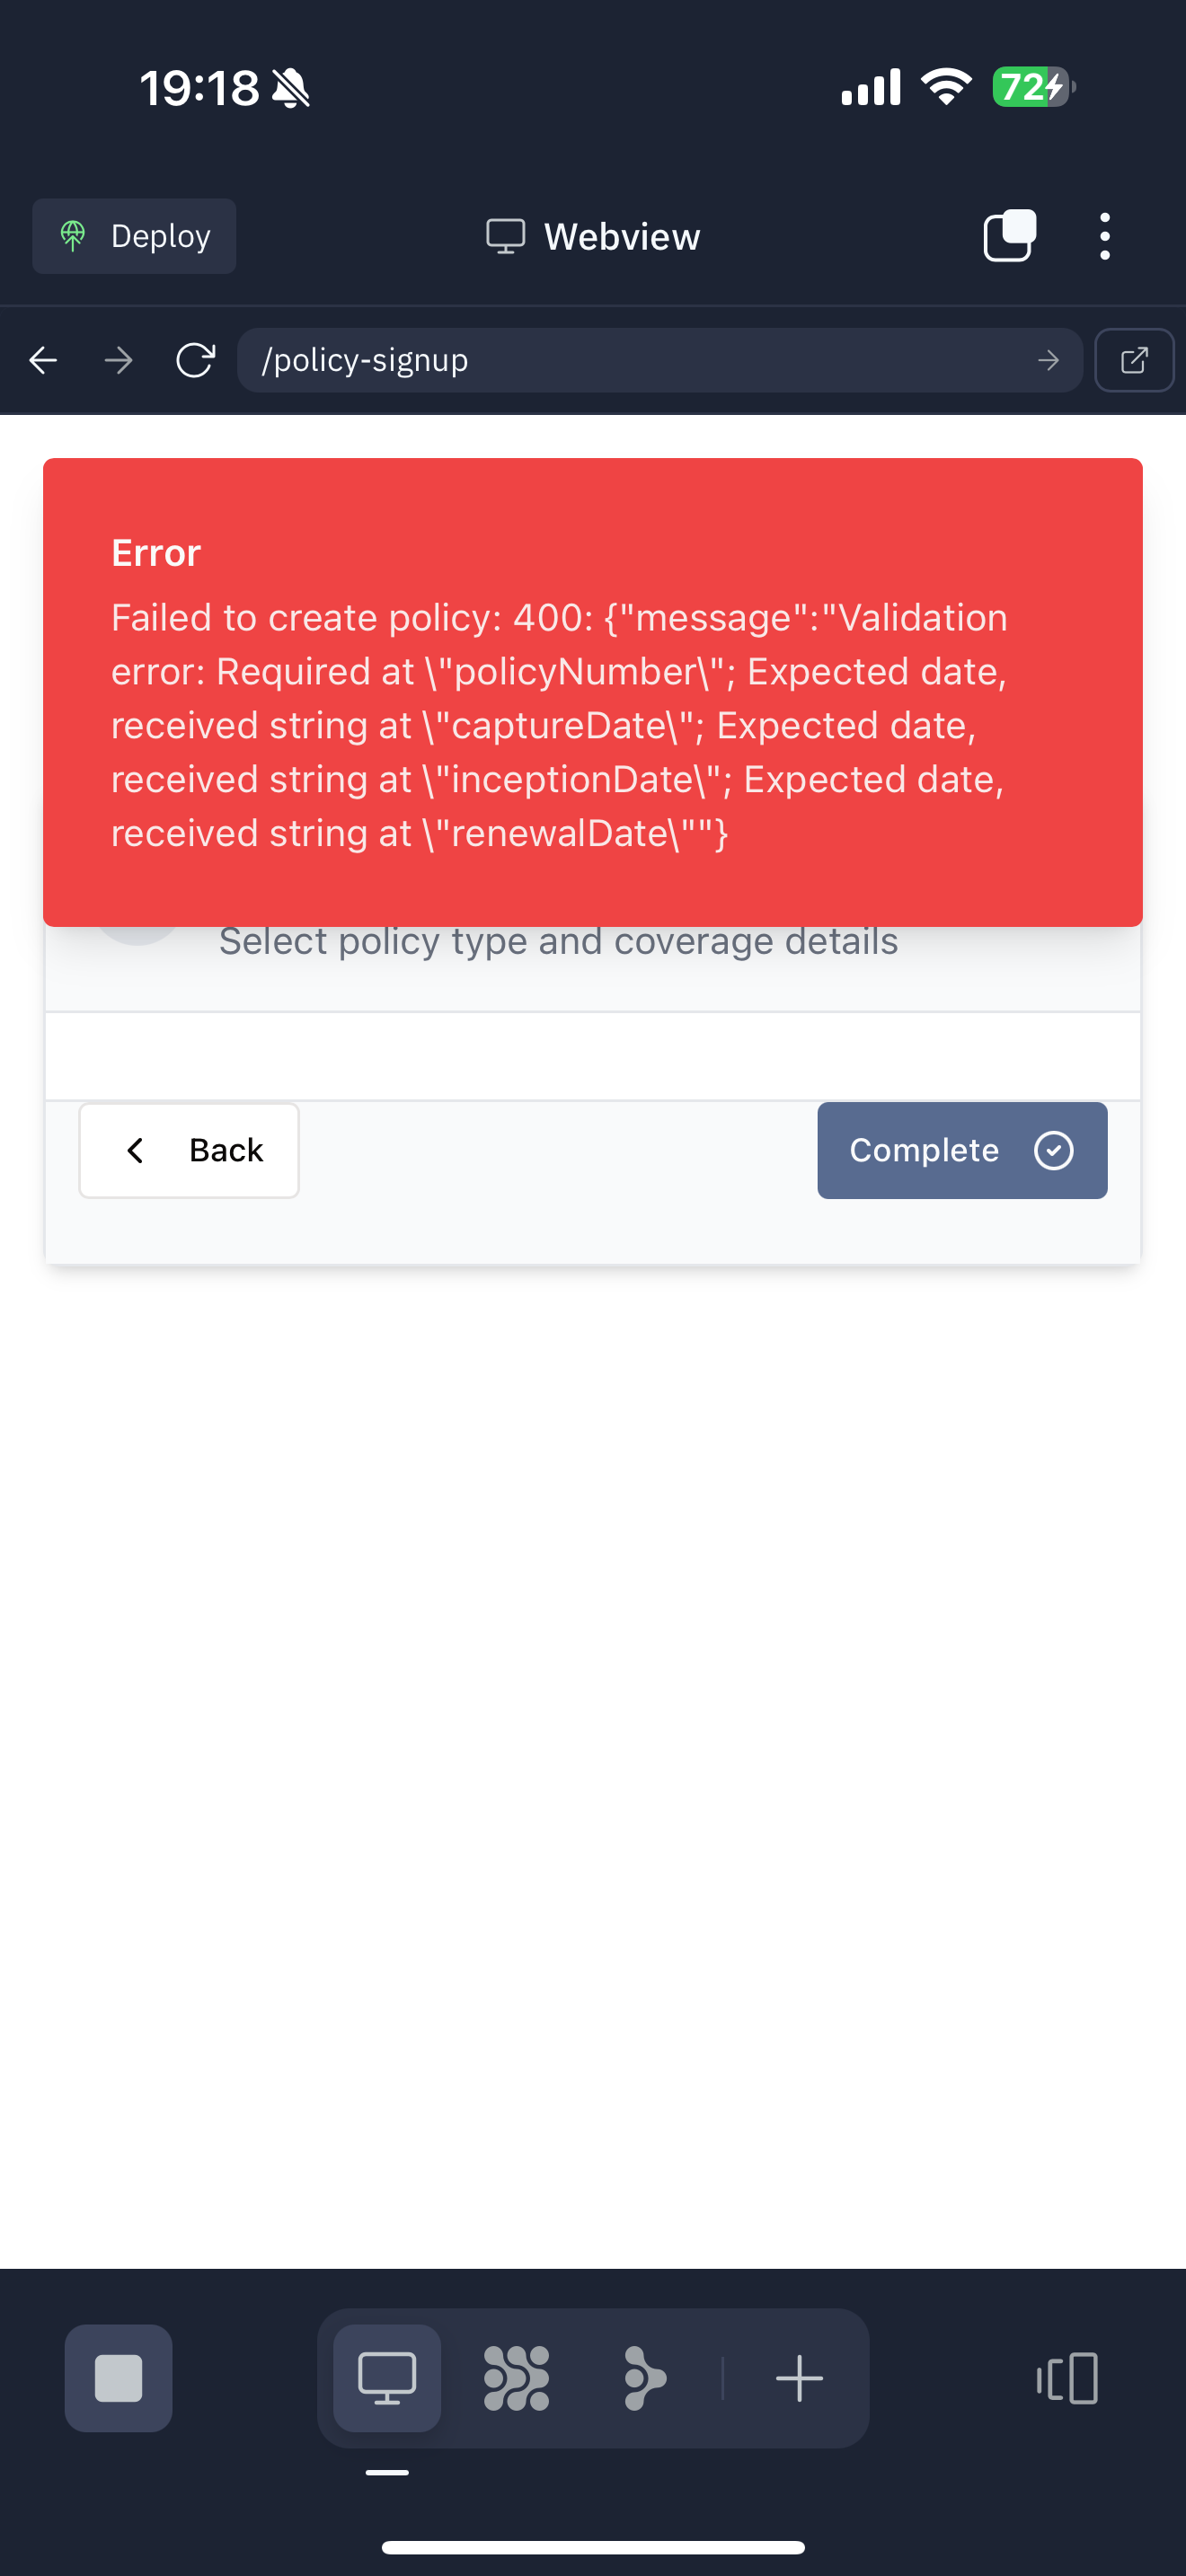 19:18
72
Deploy
Webview
/policy-signup
Error
Failed to create policy: 400: {"message":"Validation
error: Required at \"policyNumber\"; Expected date,
received string at \"captureDate\"; Expected date,
received string at \"inceptionDate\"; Expected date,
received string at \"renewalDate\""}
Select policy type and coverage details
Back
Complete